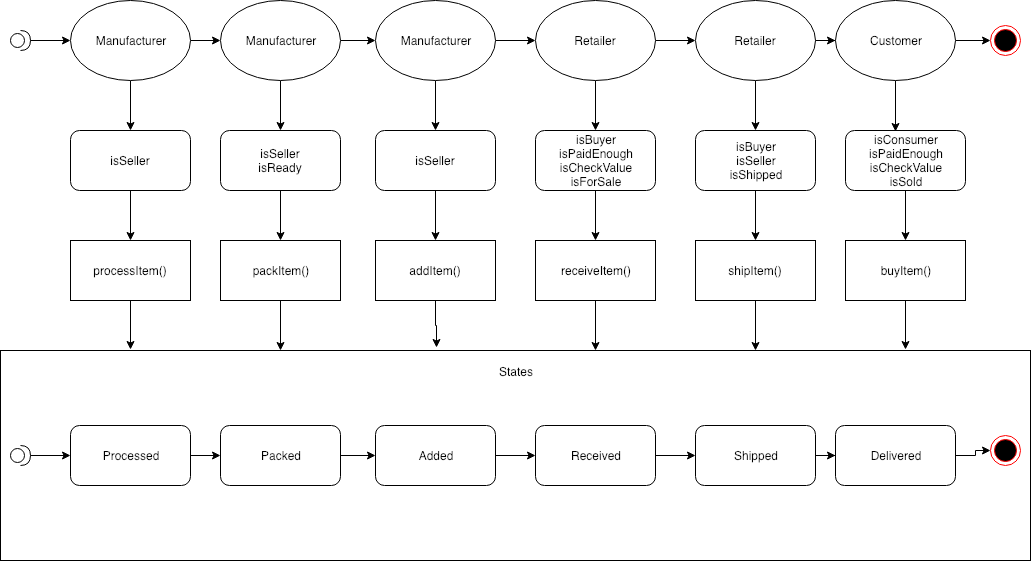 Manufacturer
Manufacturer
Manufacturer
Retailer
Retailer
Customer
isSeller
isSeller
isReady
isSeller
isBuyer
isPaidEnough
isCheckValue
isForSale
isBuyer
isSeller
isShipped
isConsumer
isPaidEnough
isCheckValue
isSold
processItem()
packItem()
addItem()
receiveItem()
shipItem()
buyItem()
States
Processed
Packed
Added
Received
Shipped
Delivered